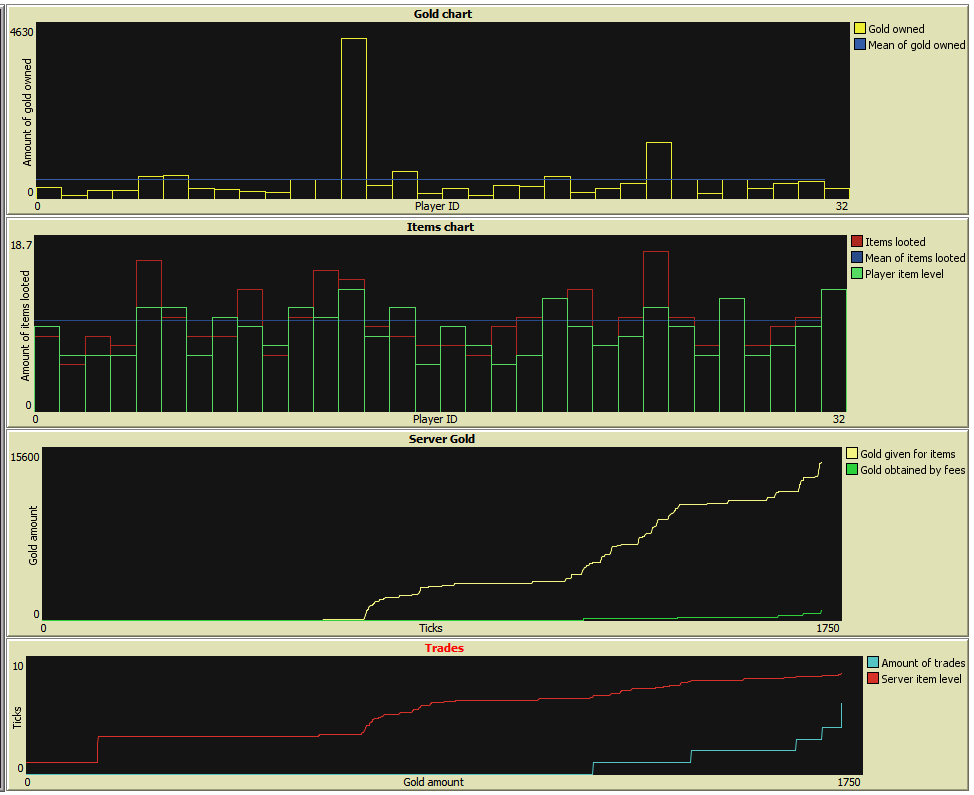 Gold chart
4630
Amount of gold owned
0
0
Player ID
32
Gold owned
Mean of gold owned
Items chart
18.7
Amount of items looted
0
0
Player ID
32
Items looted
Mean of items looted
Player item level
Server Gold
15600
Gold amount
0
0
Ticks
1750
Gold given for items
Gold obtained by fees
Trades
10
Ticks
0
0
Gold amount
1750
Amount of trades
Server item level